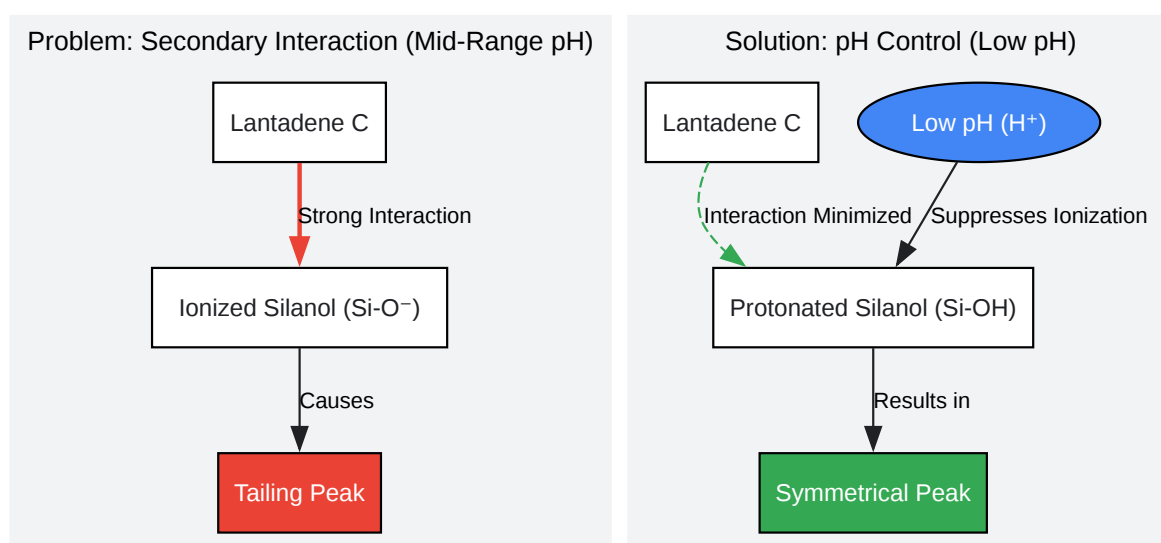 Problem: Secondary Interaction (Mid-Range pH)
Lantadene C
Strong Interaction
Ionized Silanol (Si-O⁻)
Causes
Tailing Peak
Solution: pH Control (Low pH)
Lantadene C
Low pH (H⁺)
Interaction Minimized
Suppresses Ionization
Protonated Silanol (Si-OH)
Results in
Symmetrical Peak